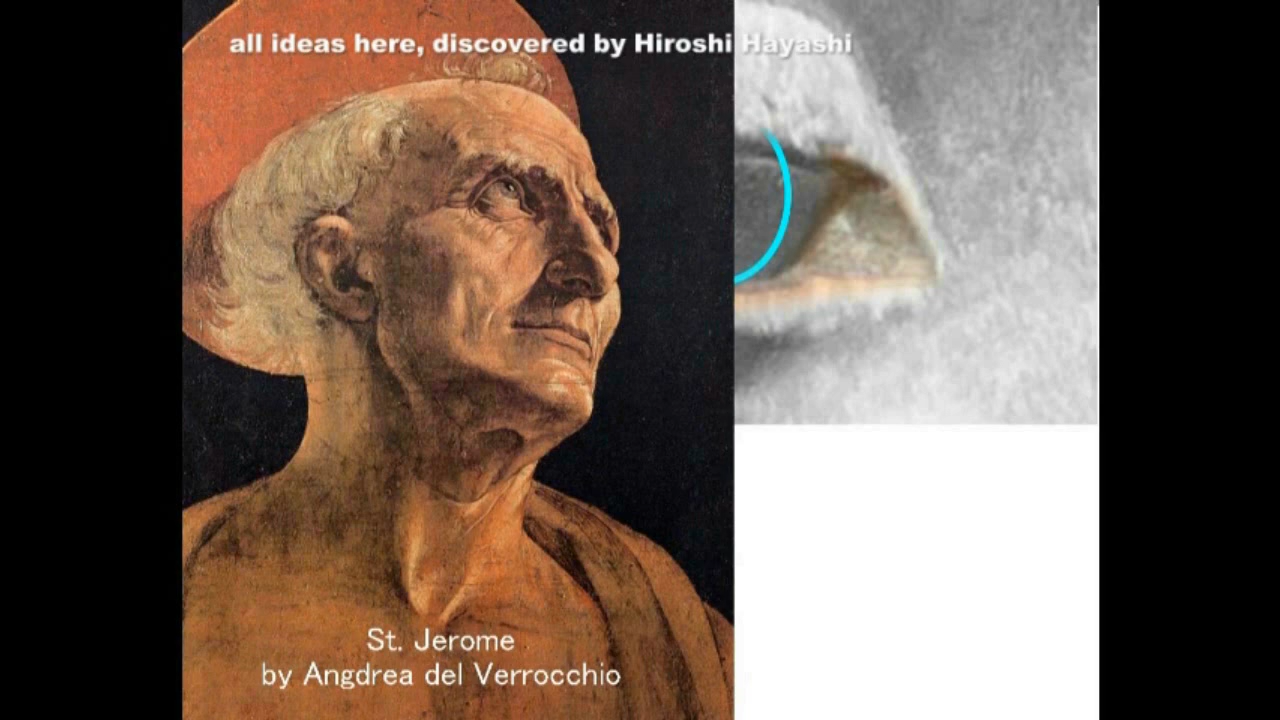 all ideas here, discovered by Hiroshi Hayashi
St. Jerome
by Angdrea del Verrocchio